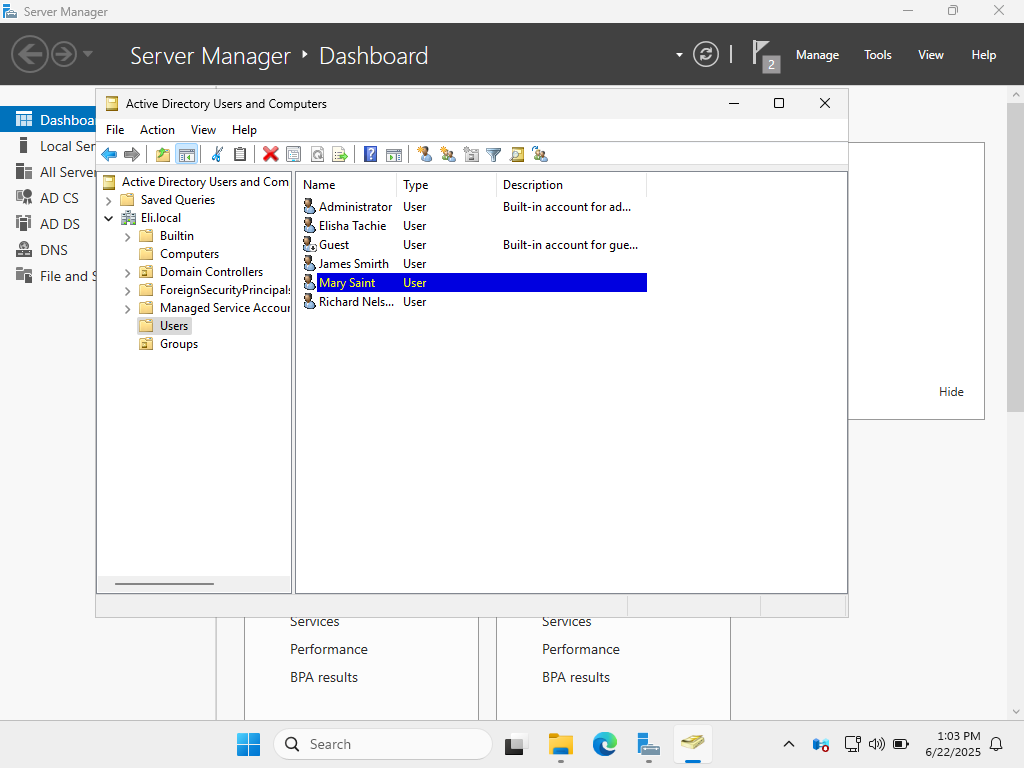 Server Manager
Server Manager • Dashboard
2
Manage
Tools
View
Help
Active Directory Users and Computers
File
Action
View
Help
Dashboa
Local Ser
All Server
AD CS
AD DS
DNS
File and S
Active Directory Users and Com
Saved Queries
Eli.local
Builtin
Computers
Domain Controllers
ForeignSecurityPrincipals
Managed Service Accour
Users
Groups
Name Type Description
Administrator User Built-in account for ad...
Elisha Tachie User
Guest User Built-in account for gue...
James Smirth User
Mary Saint User
Richard Nels... User
Hide
Services
Performance
BPA results
Services
Performance
BPA results
Search
1:03 PM
6/22/2025